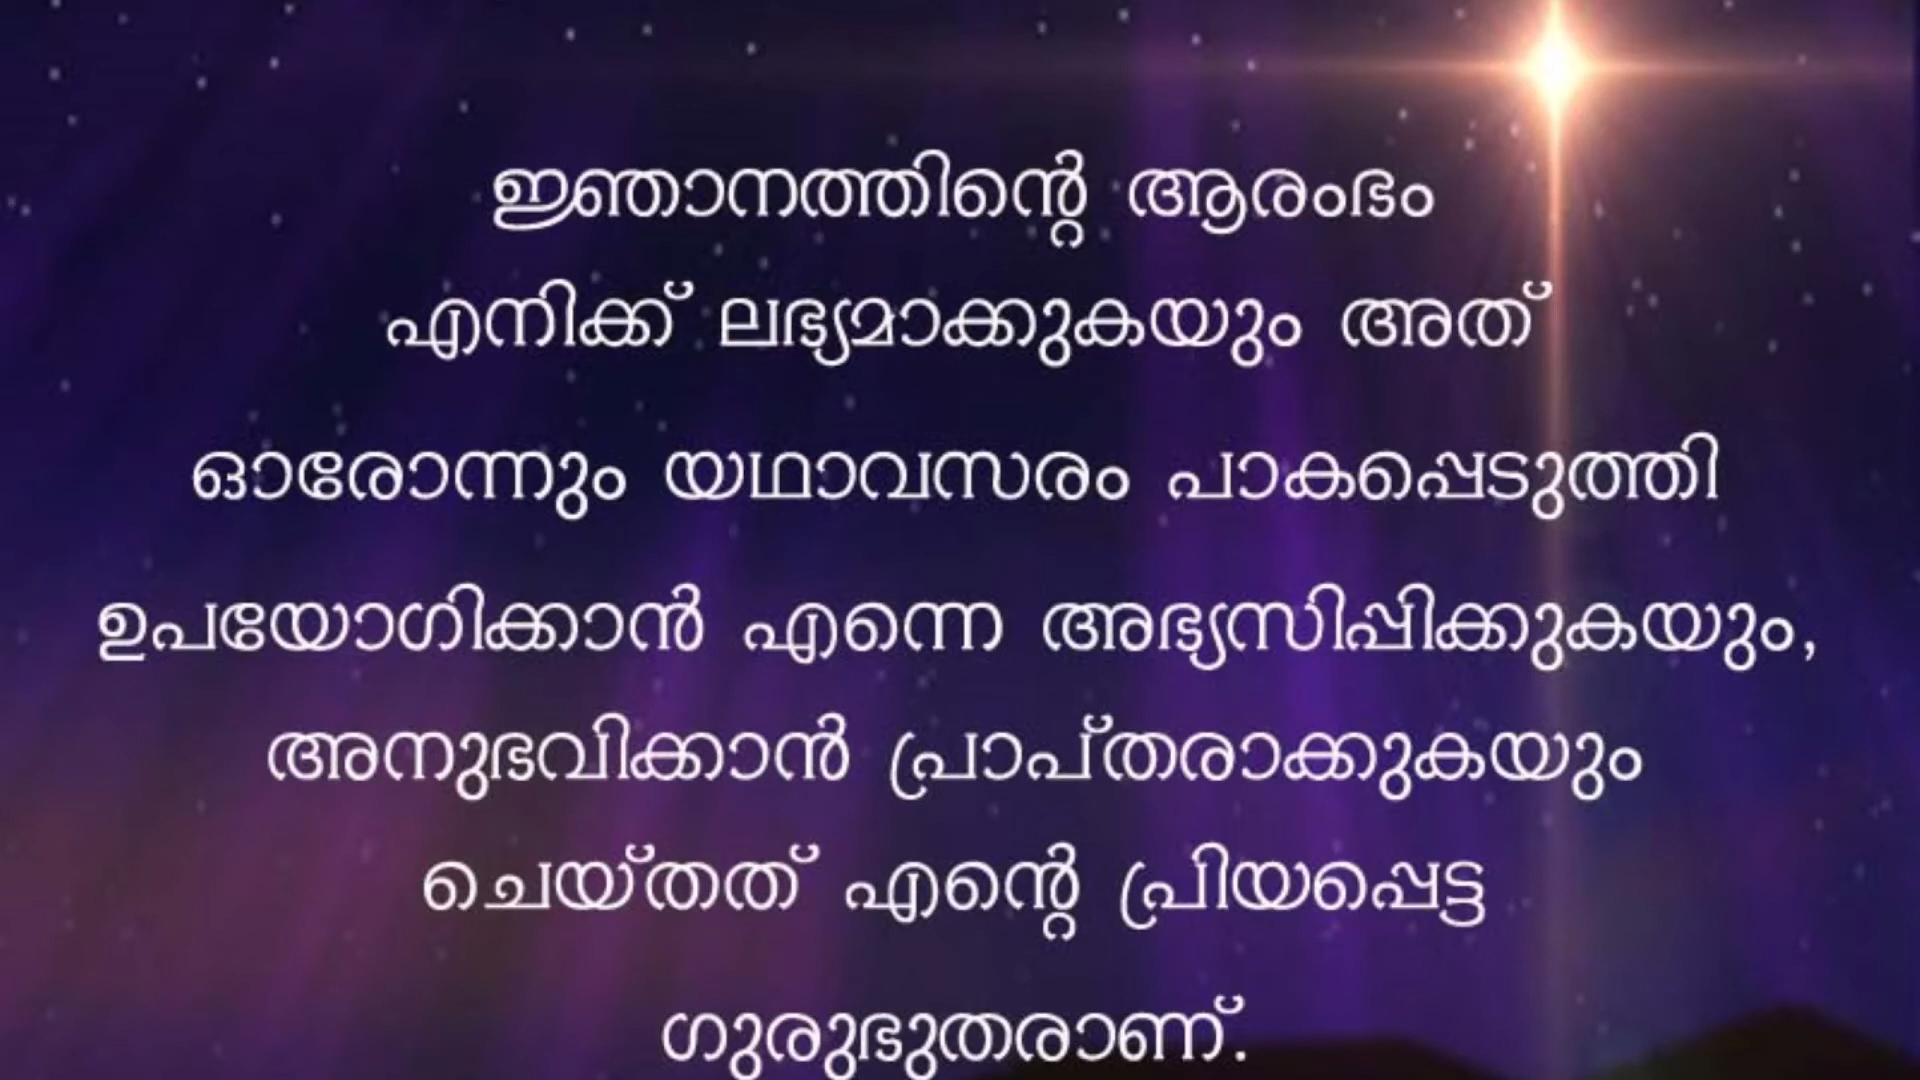 ഇഞാനത്തിന്റെ ആരംഭം
എനിക്ക് ലഭ്യമാക്കുകയും അത്
ഓരോന്നും യഥാവസരം പാകപ്പെടുത്തി
ഉപയോഗിക്കാൻ എന്നെ അഭ്യസിപ്പിക്കുകയും,
അനുഭവിക്കാൻ പ്രാപ്തരാക്കുകയും
ചെയ്തത് എന്റെ പ്രിയപ്പെട്ട
ഗുരുഭുതരാണ്.